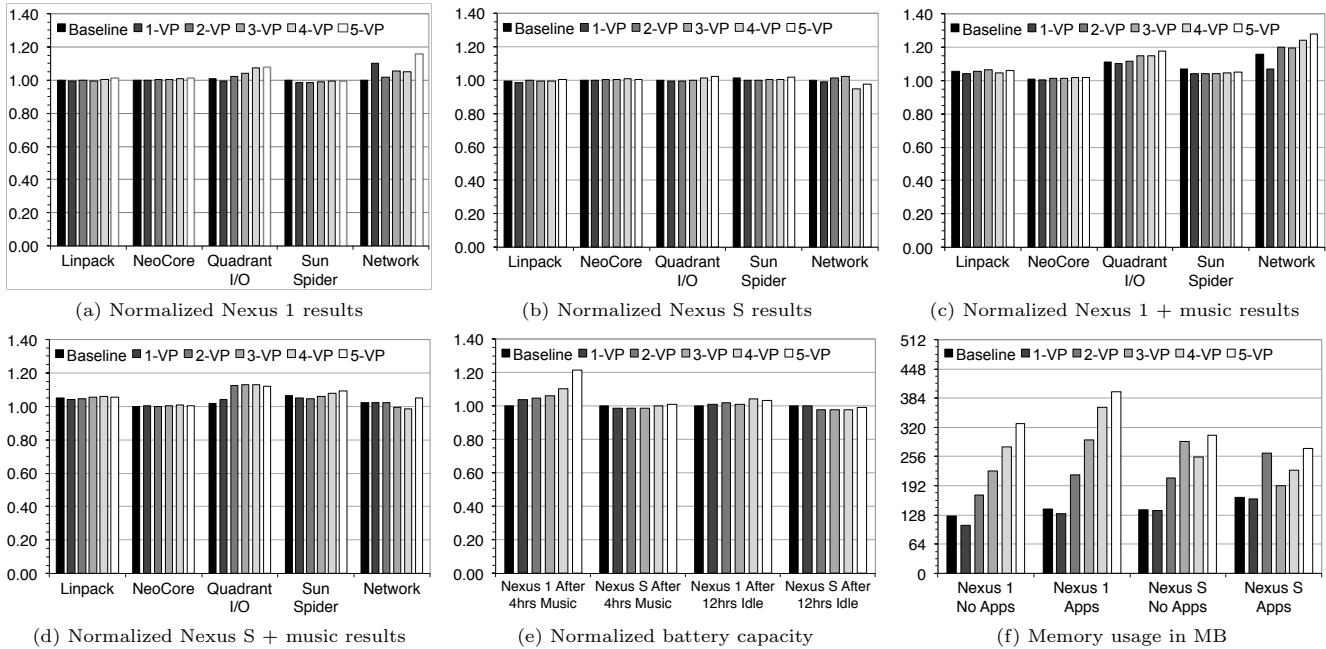 1.40
Baseline 1-VP 2-VP 3-VP 4-VP 5-VP
1.20
1.00
0.80
0.60
0.40
0.20
0.00
Linpack NeoCore Quadrant Sun Network
I/O Spider
(a) Normalized Nexus 1 results
1.40
Baseline 1-VP 2-VP 3-VP 4-VP 5-VP
1.20
1.00
0.80
0.60
0.40
0.20
0.00
Linpack NeoCore Quadrant Sun Network
I/O Spider
(b) Normalized Nexus S results
1.40
Baseline 1-VP 2-VP 3-VP 4-VP 5-VP
1.20
1.00
0.80
0.60
0.40
0.20
0.00
Linpack NeoCore Quadrant Sun Network
I/O Spider
(c) Normalized Nexus 1 + music results
1.40
Baseline 1-VP 2-VP 3-VP 4-VP 5-VP
1.20
1.00
0.80
0.60
0.40
0.20
0.00
Linpack NeoCore Quadrant Sun Network
I/O Spider
(d) Normalized Nexus S + music results
1.40
Baseline 1-VP 2-VP 3-VP 4-VP 5-VP
1.20
1.00
0.80
0.60
0.40
0.20
0.00
Nexus 1 After Nexus S After Nexus 1 After Nexus S After
4hrs Music 4hrs Music 12hrs Idle 12hrs Idle
(e) Normalized battery capacity
512
Baseline 1-VP 2-VP 3-VP 4-VP 5-VP
448
384
320
256
192
128
64
0
Nexus 1 Nexus 1 Nexus S Nexus S
No Apps Apps No Apps Apps
(f) Memory usage in MB